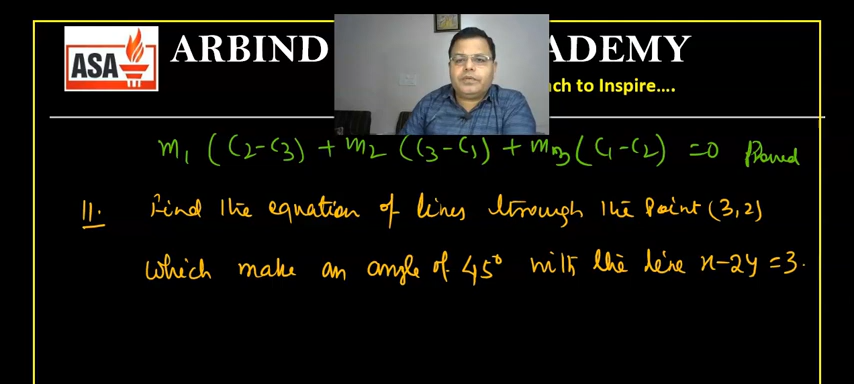 ASA
ARBIND ADEMY
ch to Inspire....
m₁ (C₂-C₃) + m₂ (C₃-C₁) + m₃ (C₁-C₂) =0 Proved
11. Find the equation of lines through the Point (3,2)
which make an angle of 45° with the line x-2y=3.